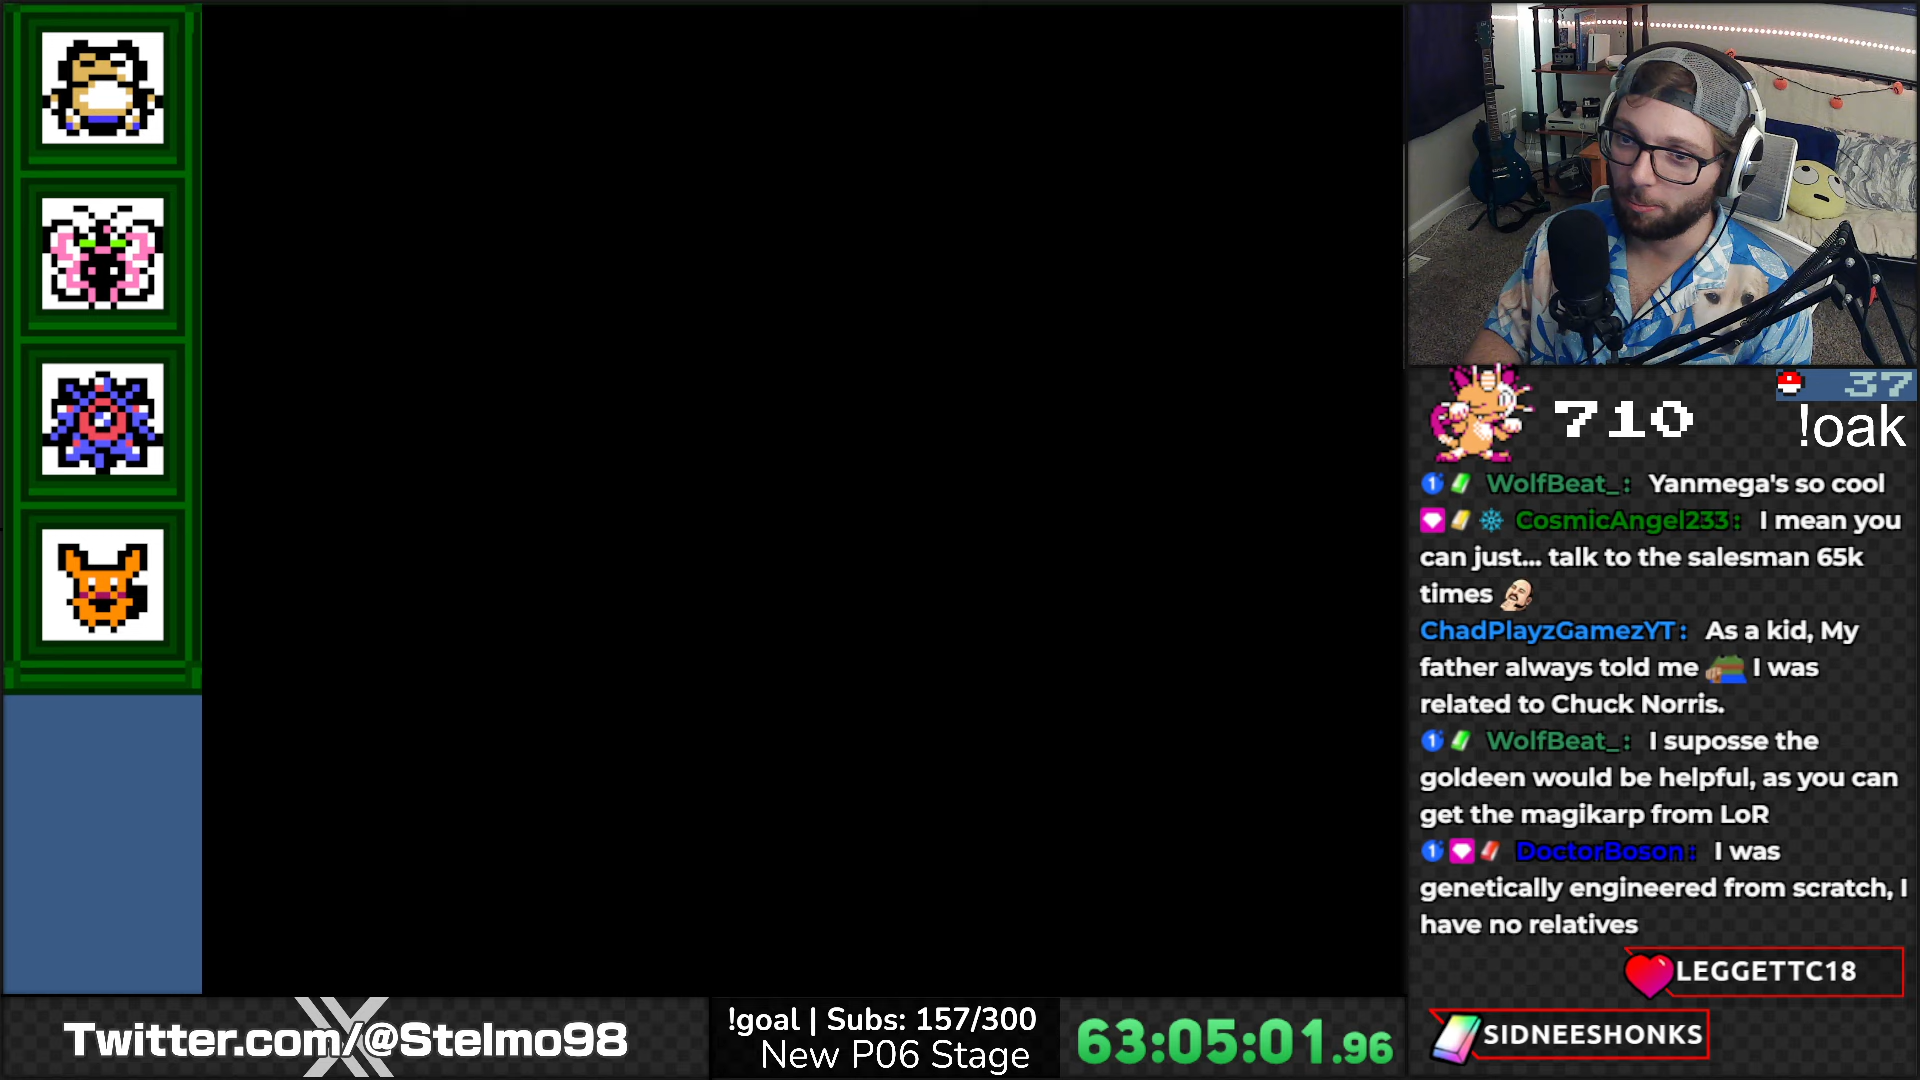 37
710
!oak
WolfBeat_: Yanmega's so cool
CosmicAngel233: I mean you
can just... talk to the salesman 65k
times
ChadPlayzGamezYT: As a kid, My
father always told me I was
related to Chuck Norris.
WolfBeat_: I suposse the
goldeen would be helpful, as you can
get the magikarp from LoR
DoctorBoson: I was
genetically engineered from scratch, I
have no relatives
LEGGETTC18
SIDNEESHONKS
Twitter.com/@Stelmo98
!goal | Subs: 157/300
New P06 Stage
63:05:01.96